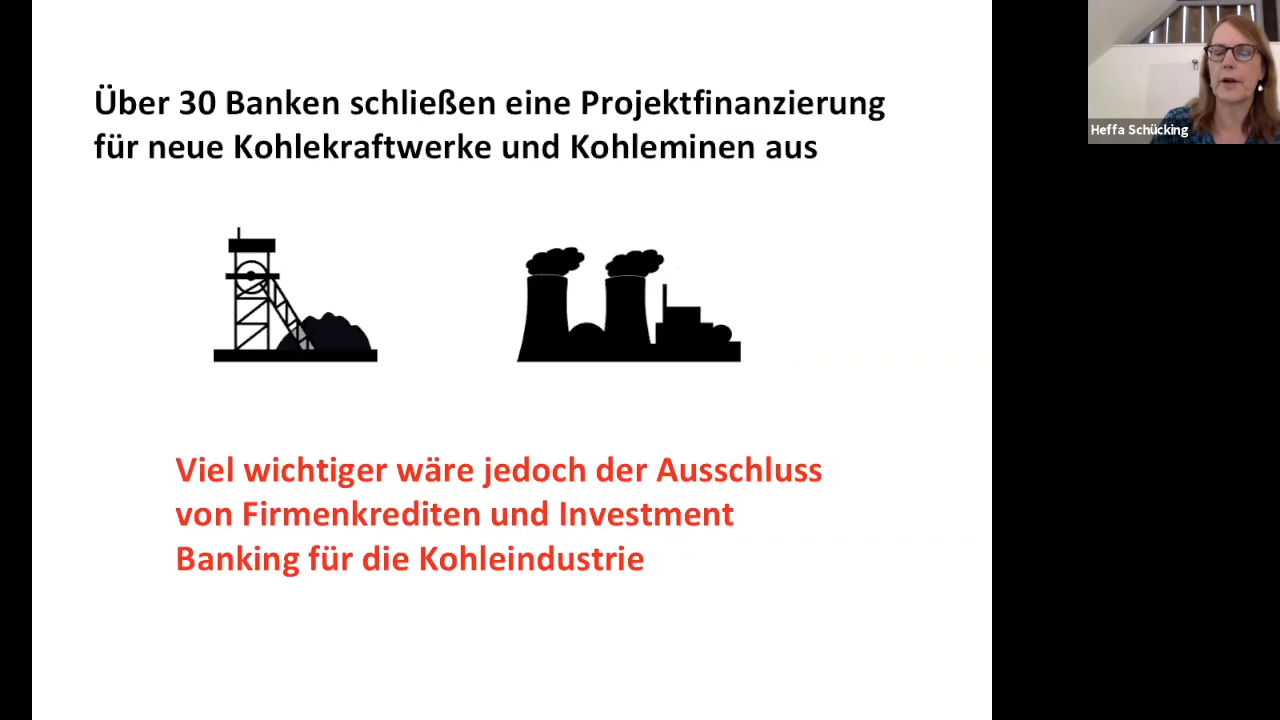 Über 30 Banken schließen eine Projektfinanzierung
für neue Kohlekraftwerke und Kohleminen aus
Heffa Schücking
Viel wichtiger wäre jedoch der Ausschluss
von Firmenkrediten und Investment
Banking für die Kohleindustrie